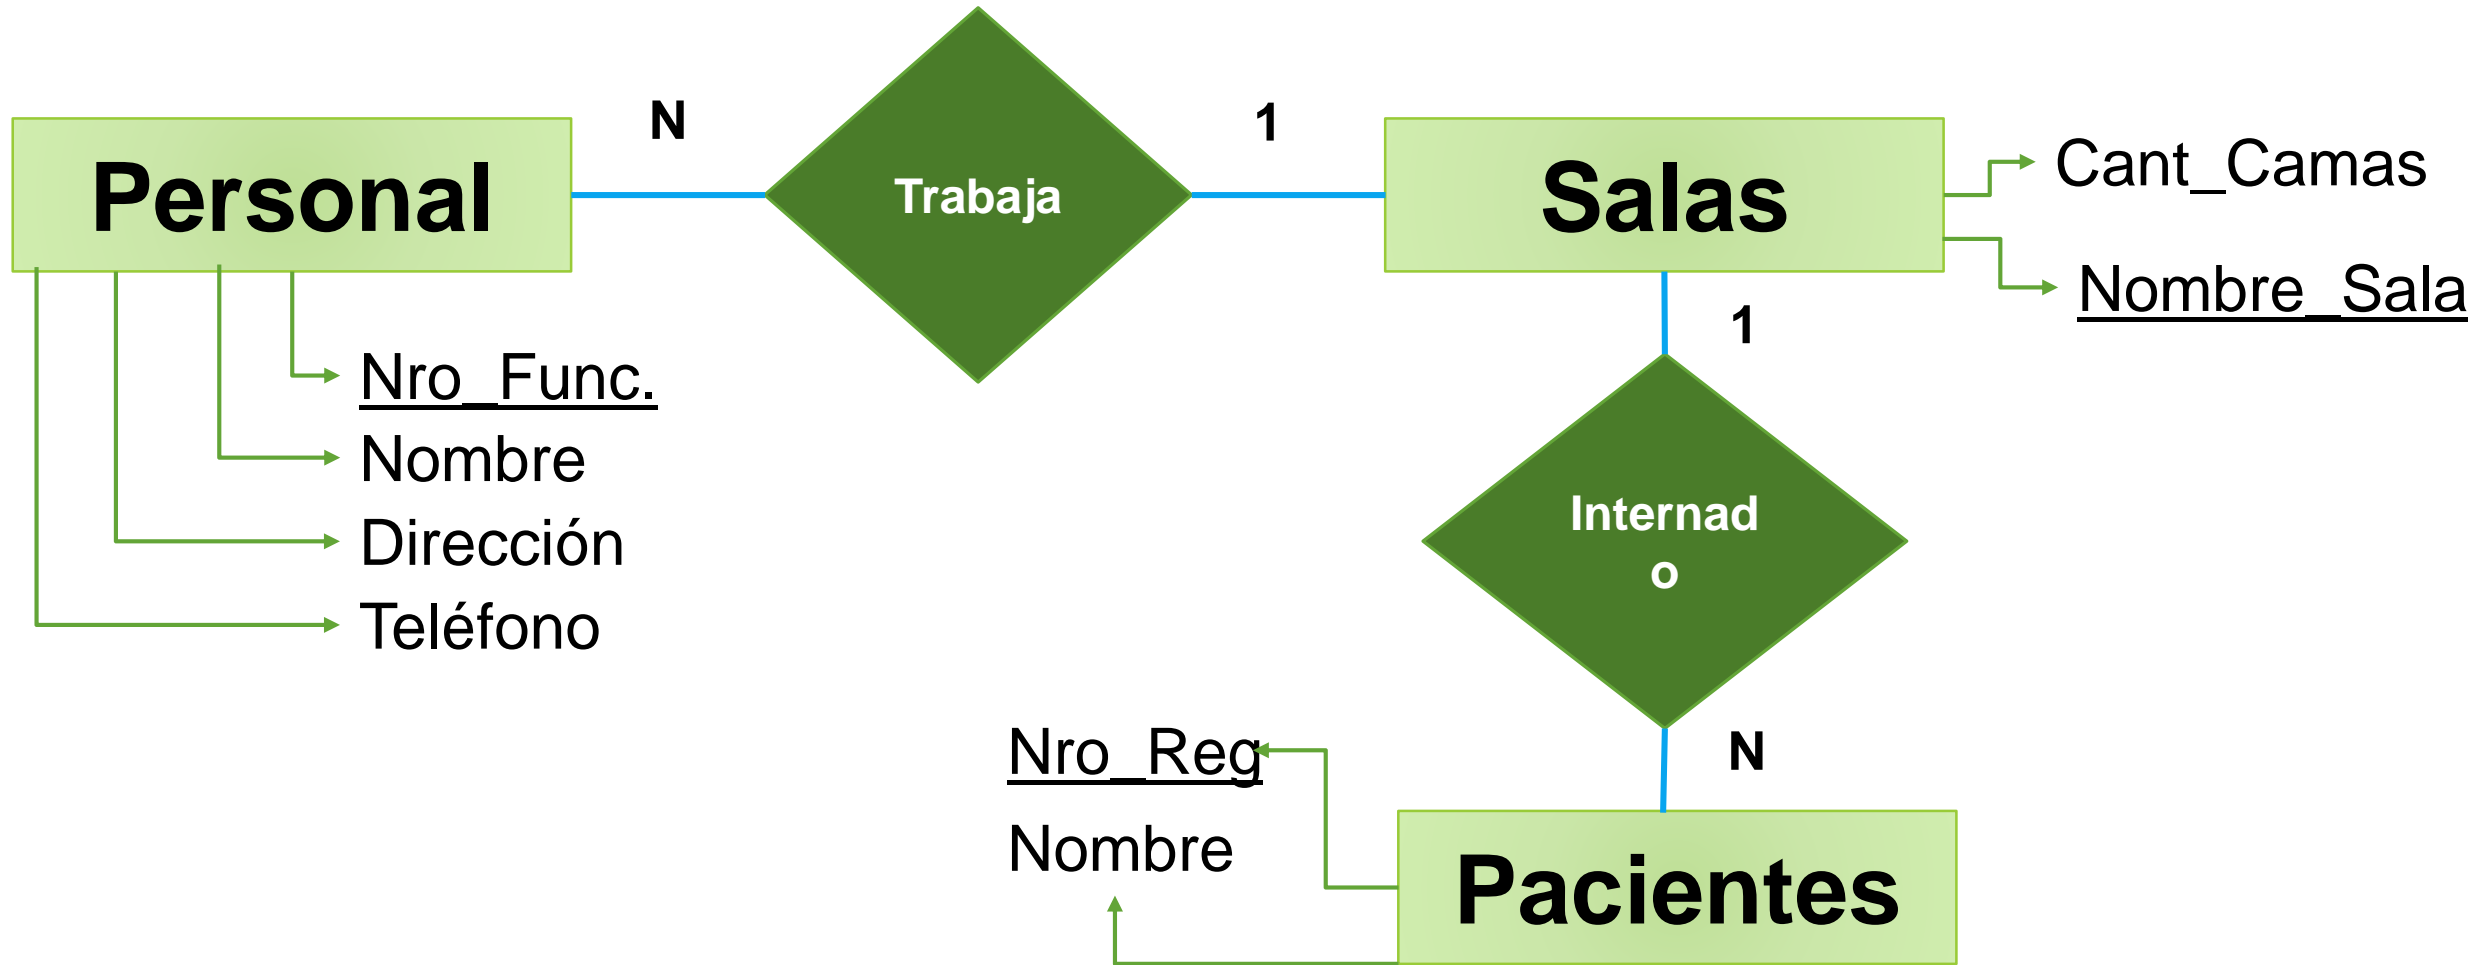 N
1
Personal
Trabaja
Salas
Cant_Camas
Nombre_Sala
1
Nro_Func.
Nombre
Dirección
Teléfono
Internad
o
Nro_Reg
N
Nombre
Pacientes